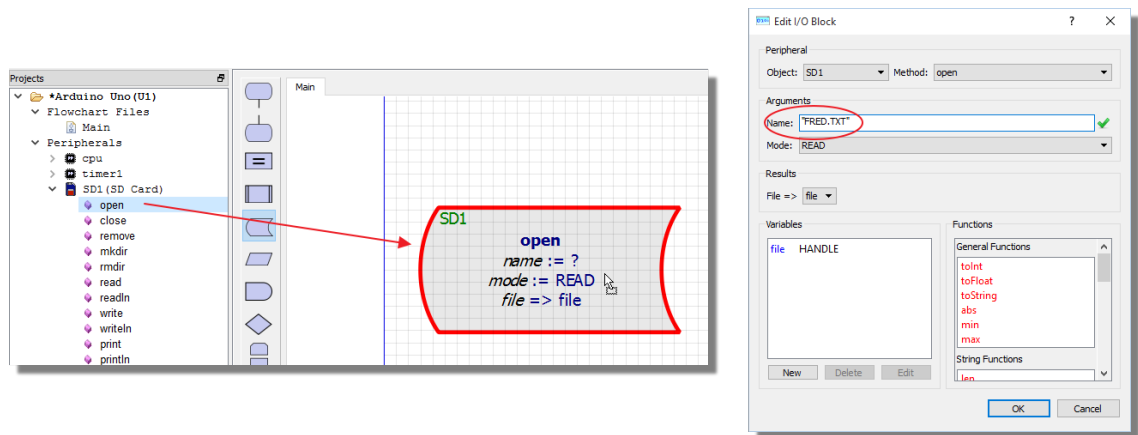 Projects
*Arduino Uno(U1)
Flowchart Files
Main
Peripherals
cpu
timer1
SD1(SD Card)
open
close
remove
mkdir
rmdir
read
readln
write
writeln
print
println
Main
SD1
open
name := ?
mode := READ
file => file
Edit I/O Block
Peripheral
Object: SD1 Method: open
Arguments
Name: "FRED.TXT"
Mode: READ
Results
File => file
Variables
file HANDLE
New Delete Edit
Functions
General Functions
toInt
toFloat
toString
abs
min
max
String Functions
len
OK Cancel